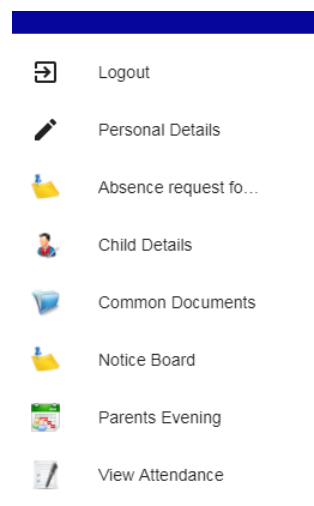 Logout
Personal Details
Absence request fo...
Child Details
Common Documents
Notice Board
Parents Evening
View Attendance